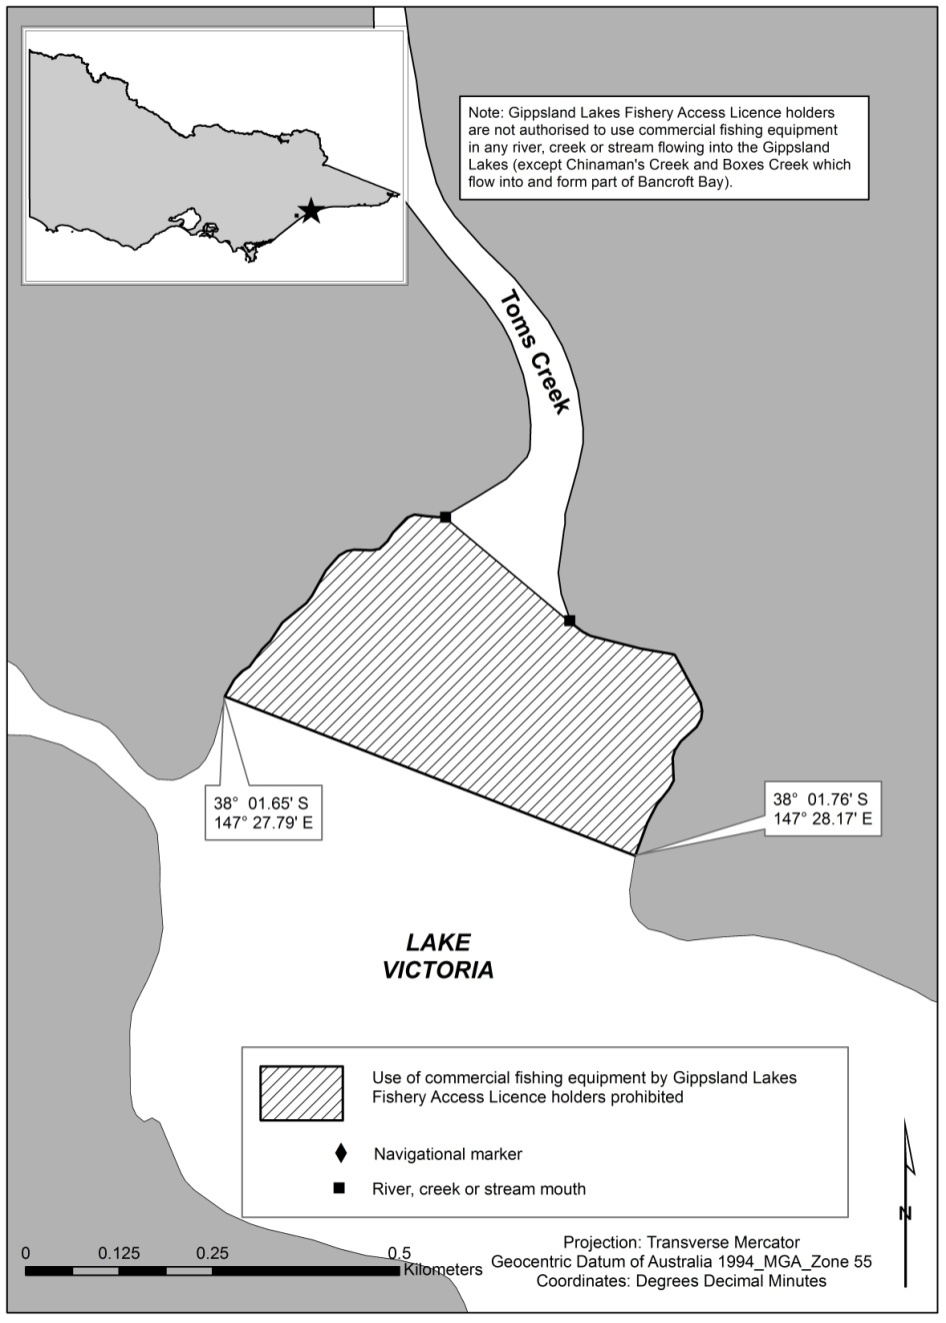 Note: Gippsland Lakes Fishery Access Licence holders
are not authorised to use commercial fishing equipment
in any river, creek or stream flowing into the Gippsland
Lakes (except Chinaman's Creek and Boxes Creek which
flow into and form part of Bancroft Bay).
Toms Creek
38° 01.65' S
147° 27.79' E
38° 01.76' S
147° 28.17' E
LAKE
VICTORIA
Use of commercial fishing equipment by Gippsland Lakes
Fishery Access Licence holders prohibited
Navigational marker
River, creek or stream mouth
N
0 0.125 0.25 0.5
Kilometers
Projection: Transverse Mercator
Geocentric Datum of Australia 1994_MGA_Zone 55
Coordinates: Degrees Decimal Minutes